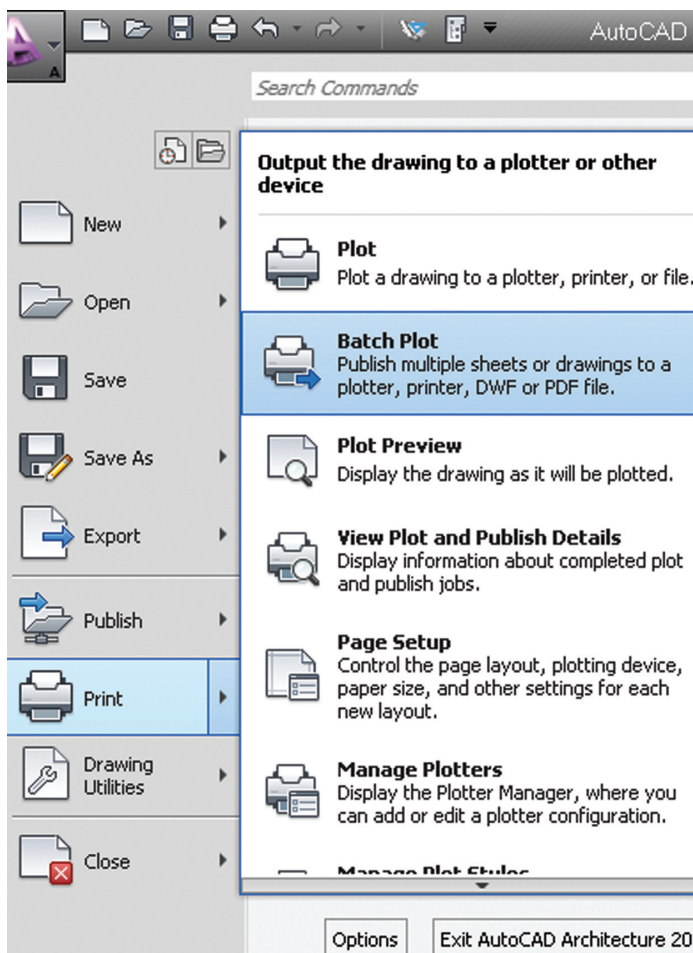 A
AutoCAD
Search Commands
New
Open
Save
Save As
Export
Publish
Print
Drawing
Utilities
Close
Output the drawing to a plotter or other
device
Plot
Plot a drawing to a plotter, printer, or file.
Batch Plot
Publish multiple sheets or drawings to a
plotter, printer, DWF or PDF file.
Plot Preview
Display the drawing as it will be plotted.
View Plot and Publish Details
Display information about completed plot
and publish jobs.
Page Setup
Control the page layout, plotting device,
paper size, and other settings for each
new layout.
Manage Plotters
Display the Plotter Manager, where you
can add or edit a plotter configuration.
Manage Plot Styles
Options
Exit AutoCAD Architecture 20